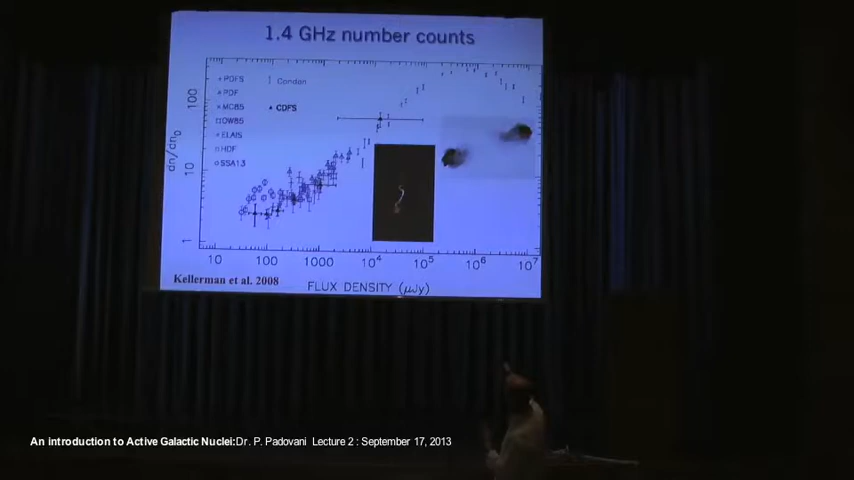 1.4 GHz number counts
PDFS
PDF
MC85
OW85
ELAIS
HDF
SSA13
Condon
CDFS
dn/dn₀
100
10
1
10 100 1000 10⁴ 10⁵ 10⁶ 10⁷
Kellerman et al. 2008
FLUX DENSITY (μJy)
An introduction to Active Galactic Nuclei:Dr. P. Padovani Lecture 2 : September 17, 2013